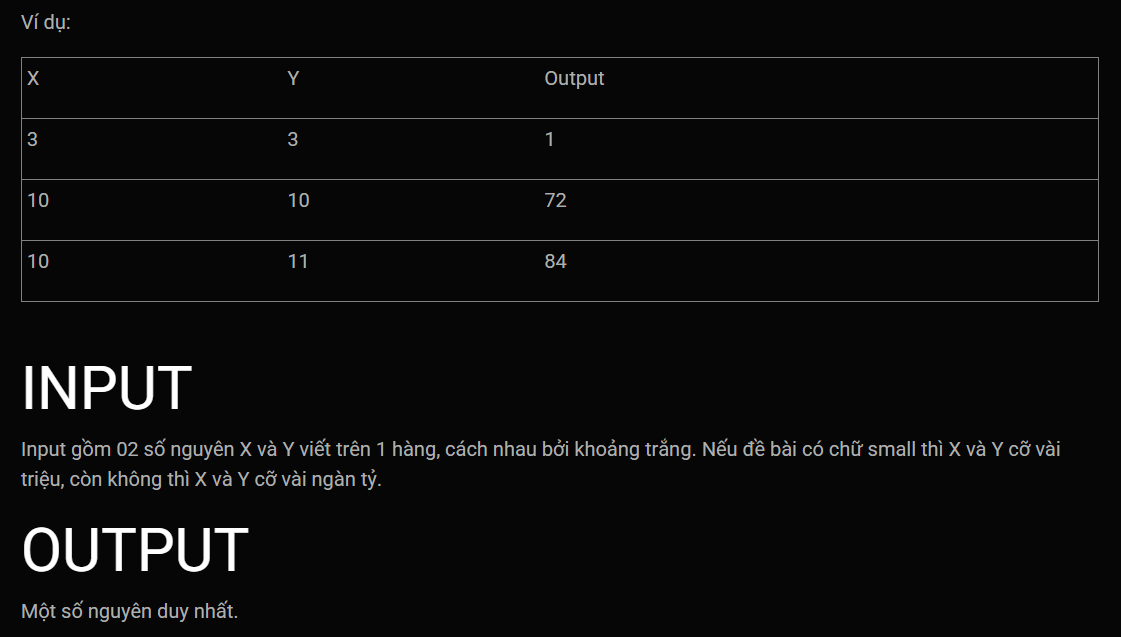 Ví dụ:
X Y Output
3 3 1
10 10 72
10 11 84
INPUT
Input gồm 02 số nguyên X và Y viết trên 1 hàng, cách nhau bởi khoảng trắng. Nếu đề bài có chữ small thì X và Y cỡ vài
triệu, còn không thì X và Y cỡ vài ngàn tỷ.
OUTPUT
Một số nguyên duy nhất.